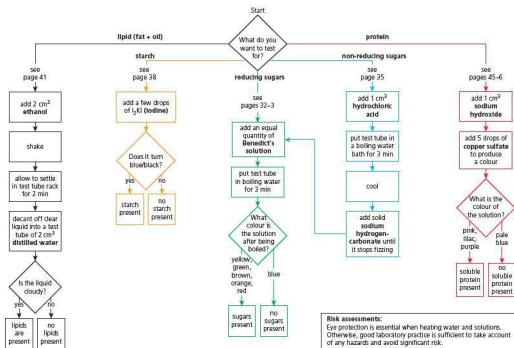 Start
What do you
want to test
for?
lipid (fat + oil)
starch
reducing sugars
non-reducing sugars
protein
see
page 41
add 2 cm³
ethanol
shake
allow to settle
in test tube rack
for 2 min
decant off clear
liquid into a test
tube of 2 cm³
distilled water
Is the liquid
cloudy?
yes
no
lipids
are
present
no
lipids
present
see
page 38
add a few drops
of I₂KI (iodine)
Does it turn
blue/black?
yes
no
starch
present
no
starch
present
see
pages 32–3
add an equal
quantity of
Benedict's
solution
put test tube
in boiling water
for 3 min
What
colour is
the solution
after being
boiled?
yellow,
green,
brown,
orange,
red
blue
sugars
present
no
sugars
present
see
page 35
add 1 cm³
hydrochloric
acid
put test tube in
a boiling water
bath for 3 min
cool
add solid
sodium
hydrogen-
carbonate until
it stops fizzing
see
pages 45–6
add 1 cm³
sodium
hydroxide
add 5 drops of
copper sulfate
to produce
a colour
What is the
colour of
the solution?
pink,
lilac,
purple
pale
blue
soluble
protein
present
no
soluble
protein
present
Risk assessments:
Eye protection is essential when heating water and solutions.
Otherwise, good laboratory practice is sufficient to take account
of any hazards and avoid significant risk.